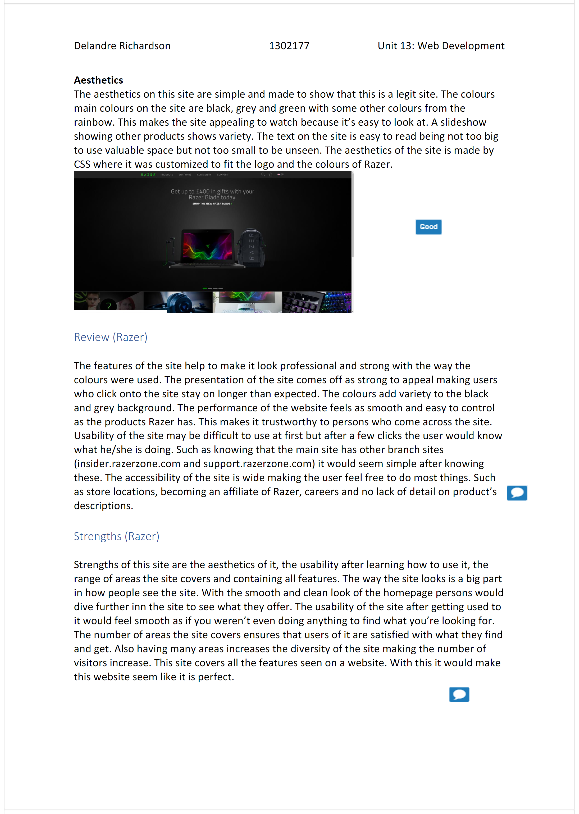 Delandre Richardson 1302177 Unit 13: Web Development
Aesthetics
The aesthetics on this site are simple and made to show that this is a legit site. The colours
main colours on the site are black, grey and green with some other colours from the
rainbow. This makes the site appealing to watch because it's easy to look at. A slideshow
showing other products shows variety. The text on the site is easy to read being not too big
to use valuable space but not too small to be unseen. The aesthetics of the site is made by
CSS where it was customized to fit the logo and the colours of Razer.
Get up to £400 in gifts with your
Razer Blade today
Good
Review (Razer)
The features of the site help to make it look professional and strong with the way the
colours were used. The presentation of the site comes off as strong to appeal making users
who click onto the site stay on longer than expected. The colours add variety to the black
and grey background. The performance of the website feels as smooth and easy to control
as the products Razer has. This makes it trustworthy to persons who come across the site.
Usability of the site may be difficult to use at first but after a few clicks the user would know
what he/she is doing. Such as knowing that the main site has other branch sites
(insider.razerzone.com and support.razerzone.com) it would seem simple after knowing
these. The accessibility of the site is wide making the user feel free to do most things. Such
as store locations, becoming an affiliate of Razer, careers and no lack of detail on product's
descriptions.
Strengths (Razer)
Strengths of this site are the aesthetics of it, the usability after learning how to use it, the
range of areas the site covers and containing all features. The way the site looks is a big part
in how people see the site. With the smooth and clean look of the homepage persons would
dive further inn the site to see what they offer. The usability of the site after getting used to
it would feel smooth as if you weren't even doing anything to find what you're looking for.
The number of areas the site covers ensures that users of it are satisfied with what they find
and get. Also having many areas increases the diversity of the site making the number of
visitors increase. This site covers all the features seen on a website. With this it would make
this website seem like it is perfect.